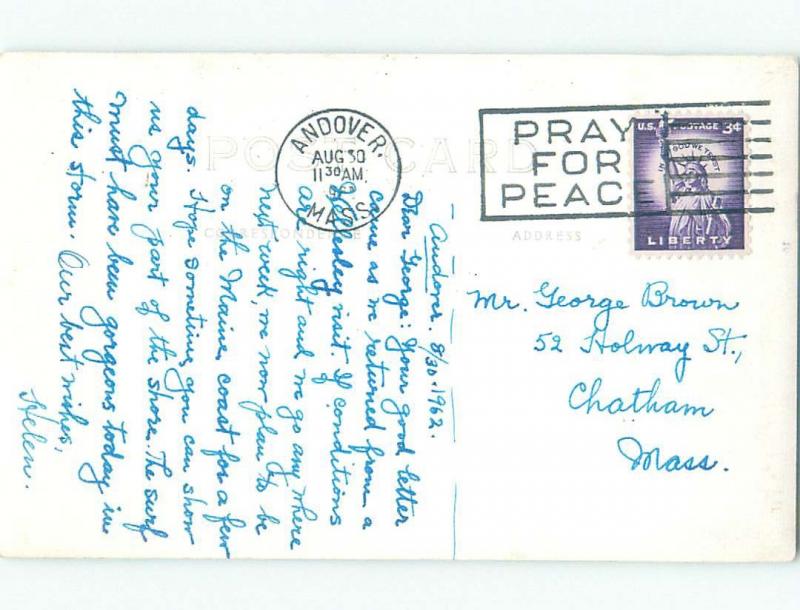 POST CARD
CORRESPONDENCE
ADDRESS
ANDOVER.
AUG 30
11 30 AM
MASS.
PRAY
FOR
PEAC
U.S. POSTAGE 3¢
IN GOD WE TRUST
LIBERTY
Andover. 8/30.1962.
Dear George: Your good letter
came as we returned from a
Wellesley visit. If conditions
are right and we go any where
next week, we now plan to be
on the Maine coast for a few
days. Hope sometime you can show
us your part of the shore. The surf
must have been gorgeous today in
this storm. Our best wishes,
Helen.
Mr. George Brown
52 Holway St.,
Chatham
Mass.